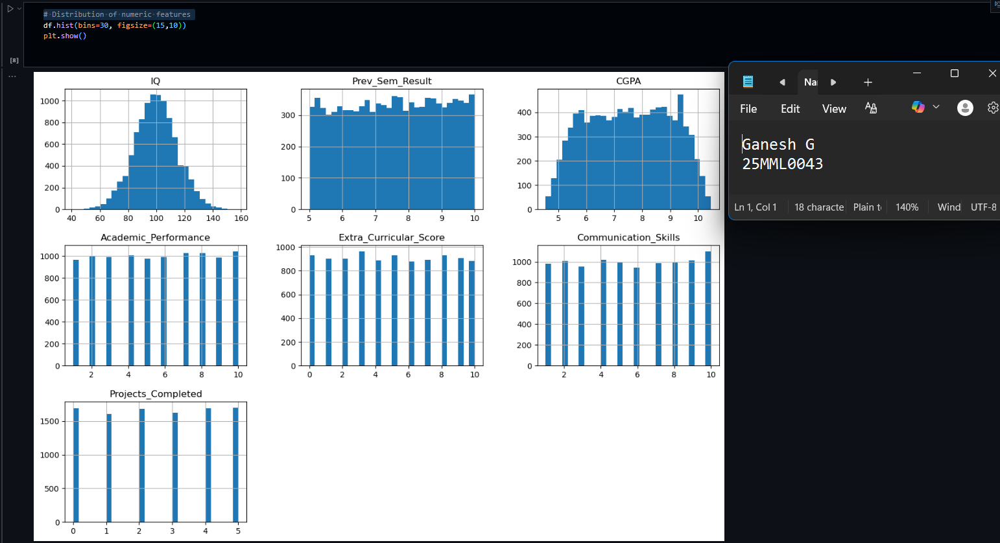 # Distribution of numeric features
df.hist(bins=30, figsize=(15,10))
plt.show()
[8]
...
IQ
1000
800
600
400
200
0
40 60 80 100 120 140 160
Prev_Sem_Result
300
200
100
0
5 6 7 8 9 10
CGPA
400
300
200
100
0
5 6 7 8 9 10
Academic_Performance
1000
800
600
400
200
0
2 4 6 8 10
Extra_Curricular_Score
1000
800
600
400
200
0
0 2 4 6 8 10
Communication_Skills
1000
800
600
400
200
0
2 4 6 8 10
Projects_Completed
1500
1000
500
0
0 1 2 3 4 5
Na
File Edit View
Ganesh G
25MML0043
Ln 1, Col 1 18 characte Plain t 140% Wind UTF-8